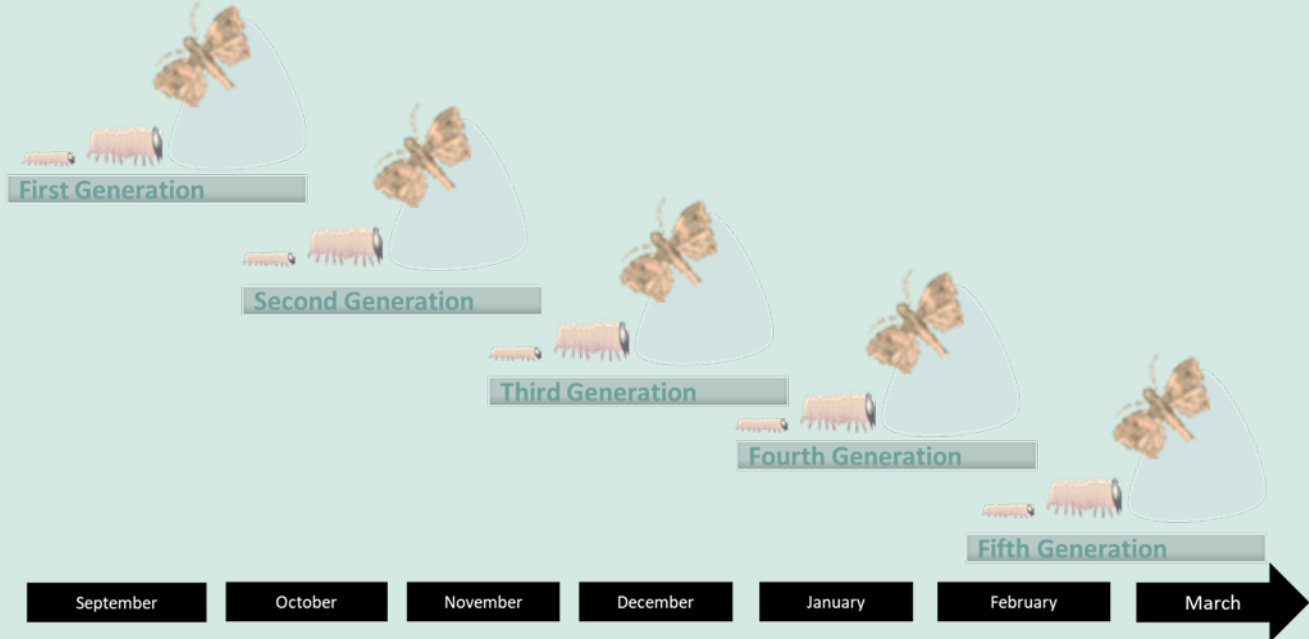 First Generation
Second Generation
Third Generation
Fourth Generation
Fifth Generation
September
October
November
December
January
February
March